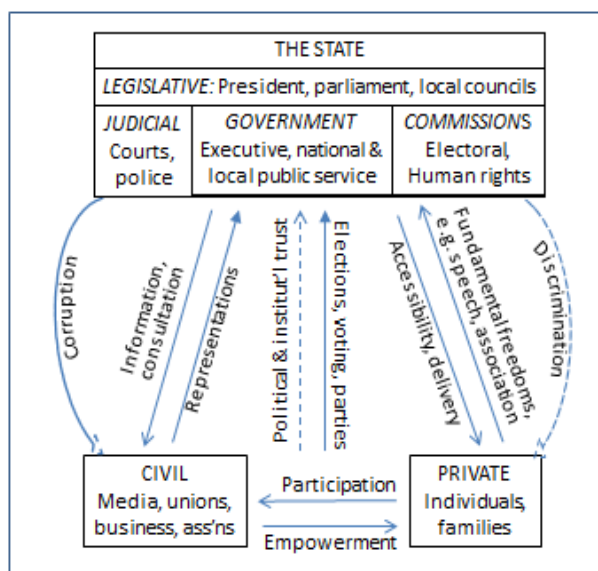 THE STATE
LEGISLATIVE: President, parliament, local councils
JUDICIAL
Courts,
police
GOVERNMENT
Executive, national &
local public service
COMMISSIONS
Electoral,
Human rights
Corruption
Information,
consultation
Representations
Political & institut'l trust
Elections, voting, parties
Accessibility, delivery
Fundamental freedoms,
e.g. speech, association
Discrimination
CIVIL
Media, unions,
business, ass'ns
Participation
Empowerment
PRIVATE
Individuals,
families